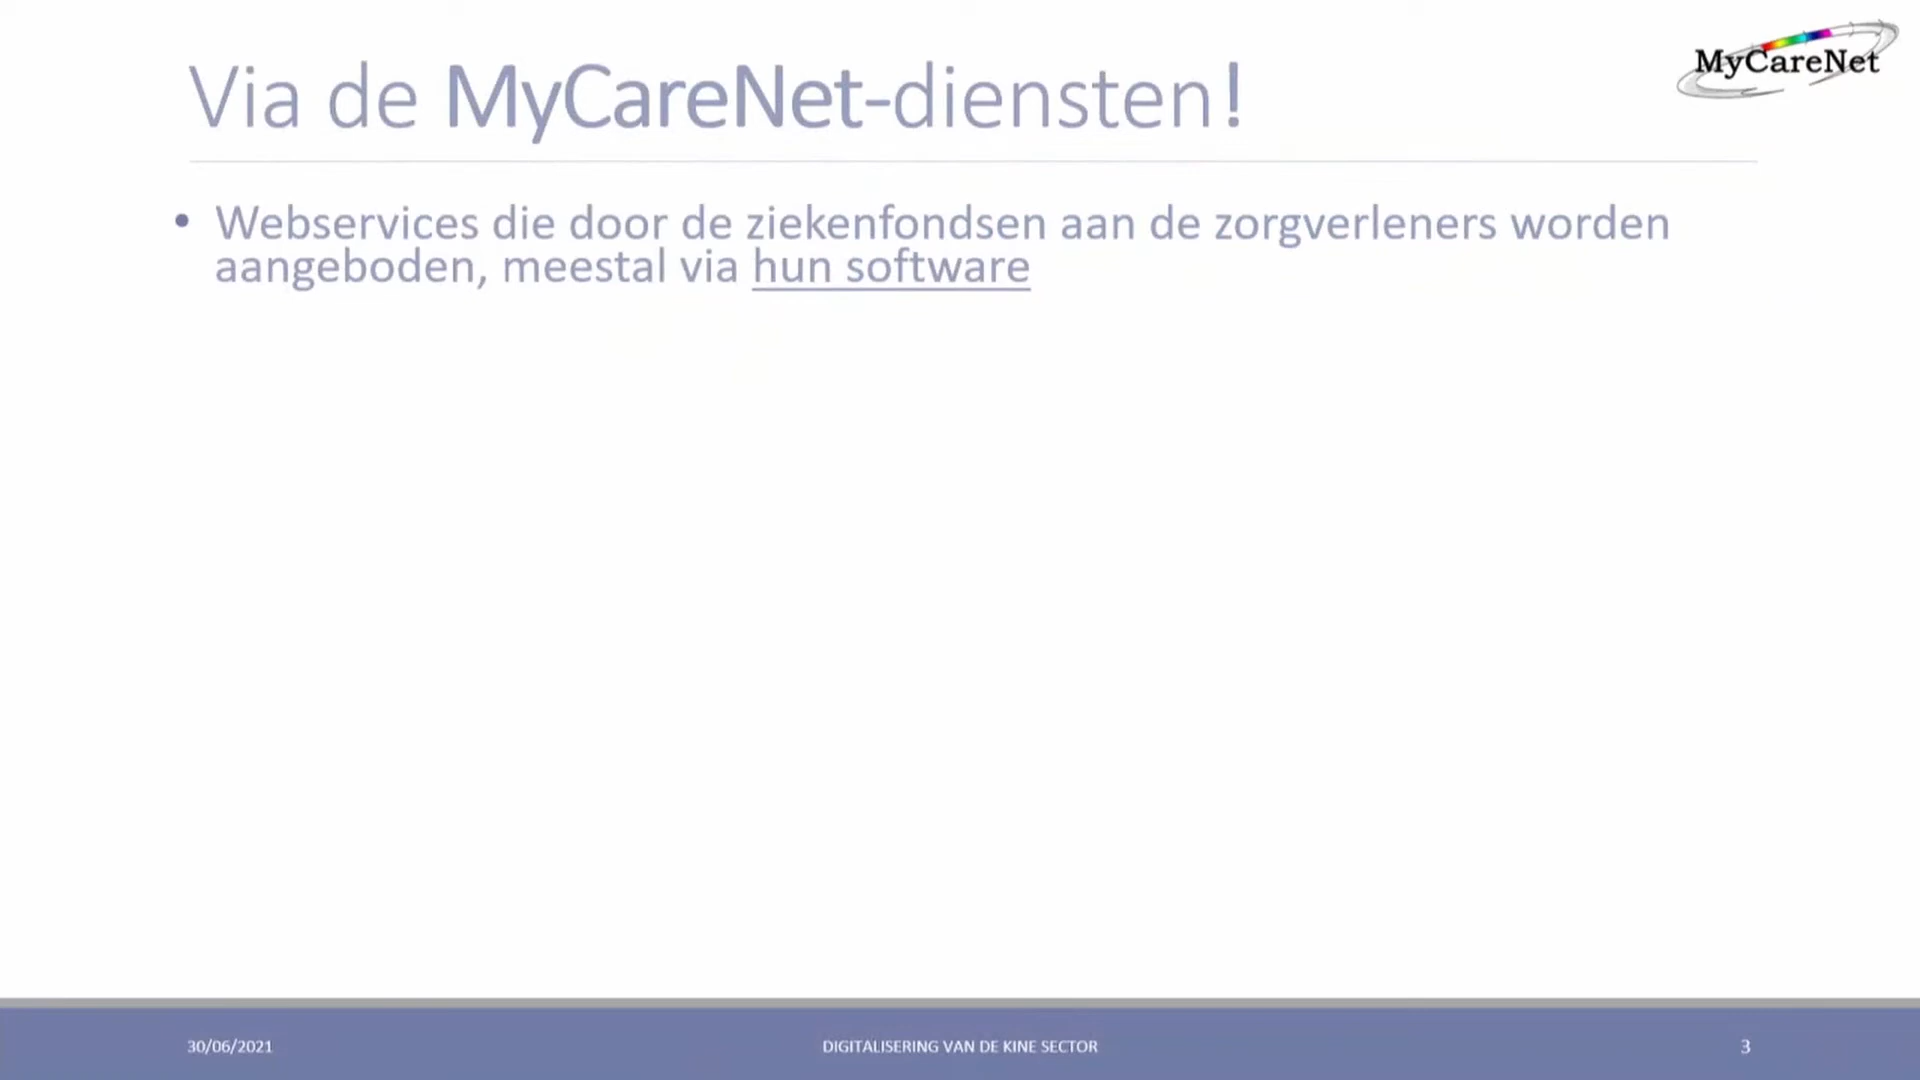 MyCareNet
Via de MyCareNet-diensten!
• Webservices die door de ziekenfondsen aan de zorgverleners worden
aangeboden, meestal via hun software
30/06/2021
DIGITALISERING VAN DE KINE SECTOR
3